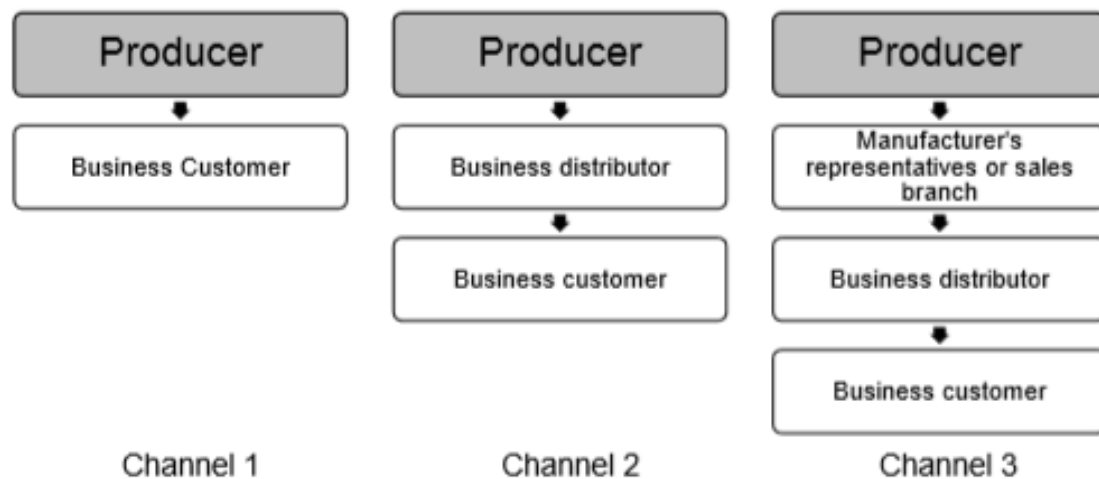 Producer
Business Customer
Channel 1
Producer
Business distributor
Business customer
Channel 2
Producer
Manufacturer's
representatives or sales
branch
Business distributor
Business customer
Channel 3